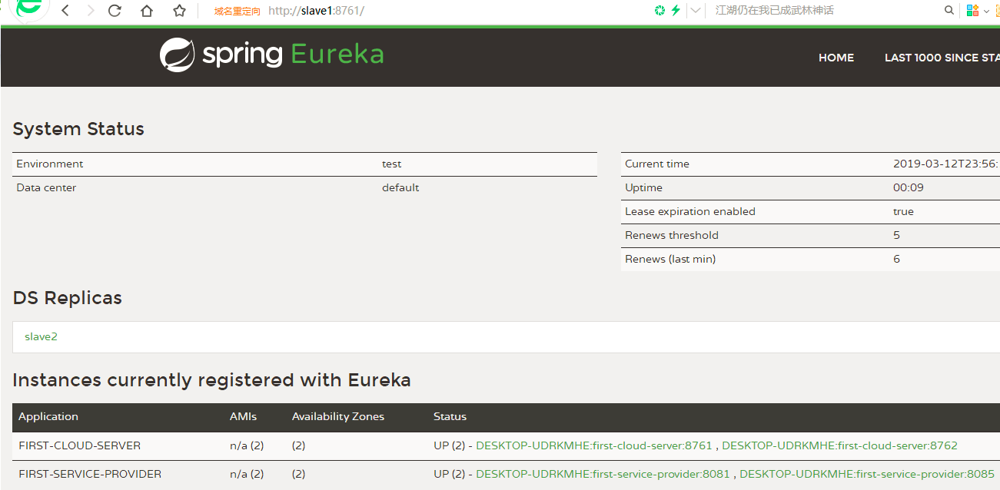 域名重定向 http://slave1:8761/ 江湖仍在我已成武林神话
spring Eureka
HOME LAST 1000 SINCE STA
System Status
Environment test
Data center default
Current time 2019-03-12T23:56:
Uptime 00:09
Lease expiration enabled true
Renews threshold 5
Renews (last min) 6
DS Replicas
slave2
Instances currently registered with Eureka
Application AMIs Availability Zones Status
FIRST-CLOUD-SERVER n/a (2) (2) UP (2) - DESKTOP-UDRKMHE:first-cloud-server:8761 , DESKTOP-UDRKMHE:first-cloud-server:8762
FIRST-SERVICE-PROVIDER n/a (2) (2) UP (2) - DESKTOP-UDRKMHE:first-service-provider:8081 , DESKTOP-UDRKMHE:first-service-provider:8085